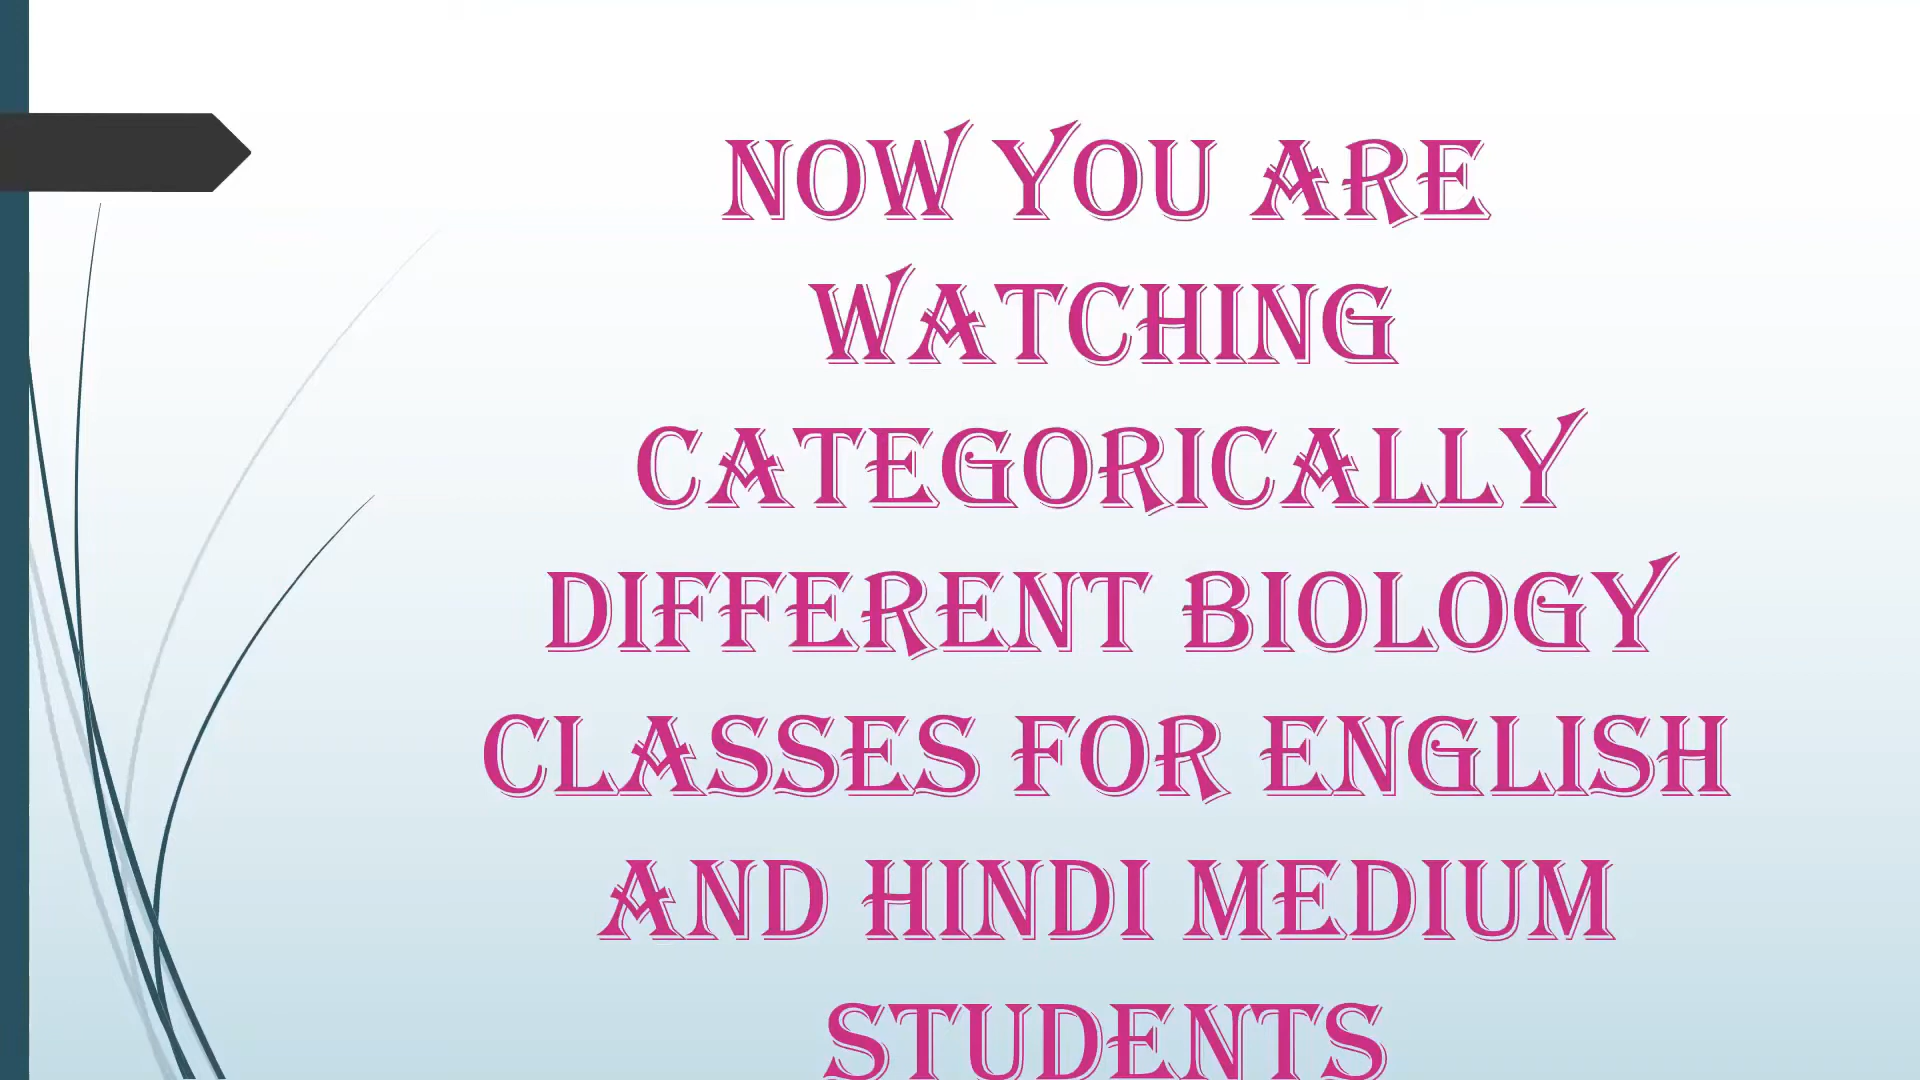 NOW YOU ARE
WATCHING
CATEGORICALLY
DIFFERENT BIOLOGY
CLASSES FOR ENGLISH
AND HINDI MEDIUM
STUDENTS